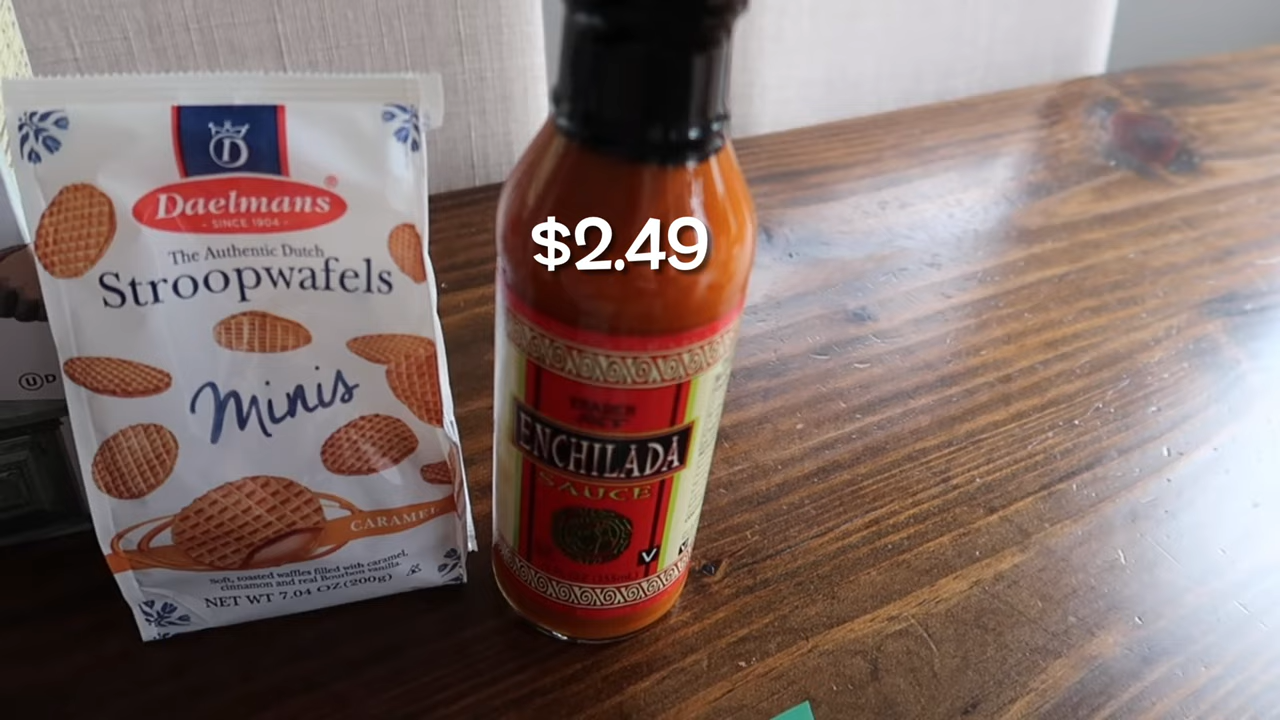 D
Daelmans
- SINCE 1904 -
The Authentic Dutch
Stroopwafels
Minis
CARAMEL
Soft, toasted waffles filled with caramel,
cinnamon and real Bourbon vanilla.
NET WT 7.04 OZ (200g)
UD
$2.49
ENCHILADA
SAUCE
V